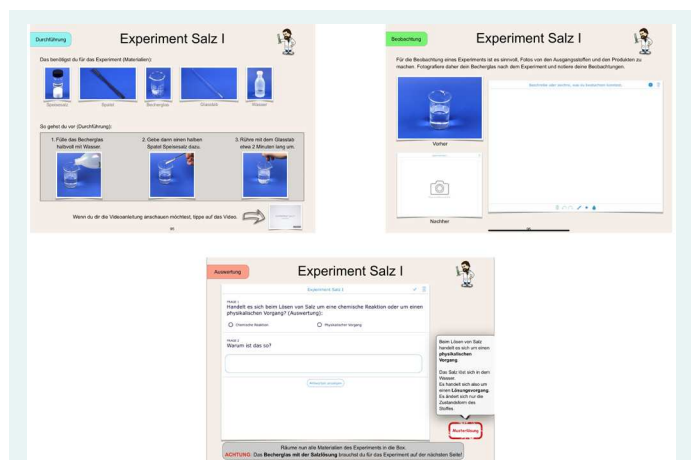 Durchführung
Experiment Salz I
Das benötigst du für das Experiment (Materialien):
Speisesalz
Spatel
Becherglas
Glasstab
Wasser
So gehst du vor (Durchführung):
1. Fülle das Becherglas
halbvoll mit Wasser.
2. Gebe dann einen halben
Spatel Speisesalz dazu.
3. Rühre mit dem Glasstab
etwa 2 Minuten lang um.
Wenn du dir die Videoanleitung anschauen möchtest, tippe auf das Video.
Beobachtung
Experiment Salz I
Für die Beobachtung eines Experiments ist es sinnvoll, Fotos von den Ausgangsstoffen und den Produkten zu
machen. Fotografiere daher dein Becherglas nach dem Experiment und notiere deine Beobachtungen.
Vorher
Nachher
Auswertung
Experiment Salz I
Experiment Salz I
FRAGE 1
Handelt es sich beim Lösen von Salz um eine chemische Reaktion oder um einen
physikalischen Vorgang? (Auswertung):
Chemische Reaktion
Physikalischer Vorgang
FRAGE 2
Warum ist das so?
Beim Lösen von Salz
handelt es sich um einen
physikalischen
Vorgang.
Das Salz löst sich in dem
Wasser.
Es handelt sich also um
einen Lösungsvorgang.
Es ändert sich nur die
Zustandsform des
Stoffes.
Musterlösung
Räume nun alle Materialien des Experiments in die Box.
ACHTUNG: Das Becherglas mit der Salzlösung brauchst du für das Experiment auf der nächsten Seite!